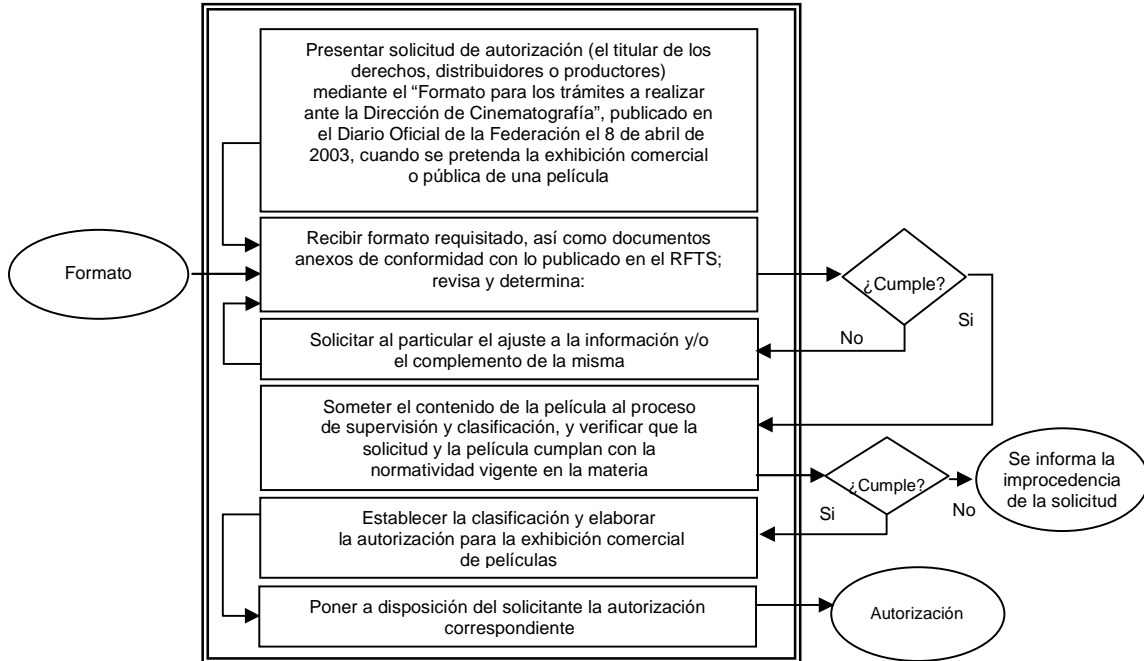 Presentar solicitud de autorización (el titular de los
derechos, distribuidores o productores)
mediante el “Formato para los trámites a realizar
ante la Dirección de Cinematografía”, publicado en
el Diario Oficial de la Federación el 8 de abril de
2003, cuando se pretenda la exhibición comercial
o pública de una película
Formato
Recibir formato requisitado, así como documentos
anexos de conformidad con lo publicado en el RFTS;
revisa y determina:
¿Cumple?
Si
No
Solicitar al particular el ajuste a la información y/o
el complemento de la misma
Someter el contenido de la película al proceso
de supervisión y clasificación, y verificar que la
solicitud y la película cumplan con la
normatividad vigente en la materia
¿Cumple?
Se informa la
improcedencia
de la solicitud
Si
No
Establecer la clasificación y elaborar
la autorización para la exhibición comercial
de películas
Poner a disposición del solicitante la autorización
correspondiente
Autorización